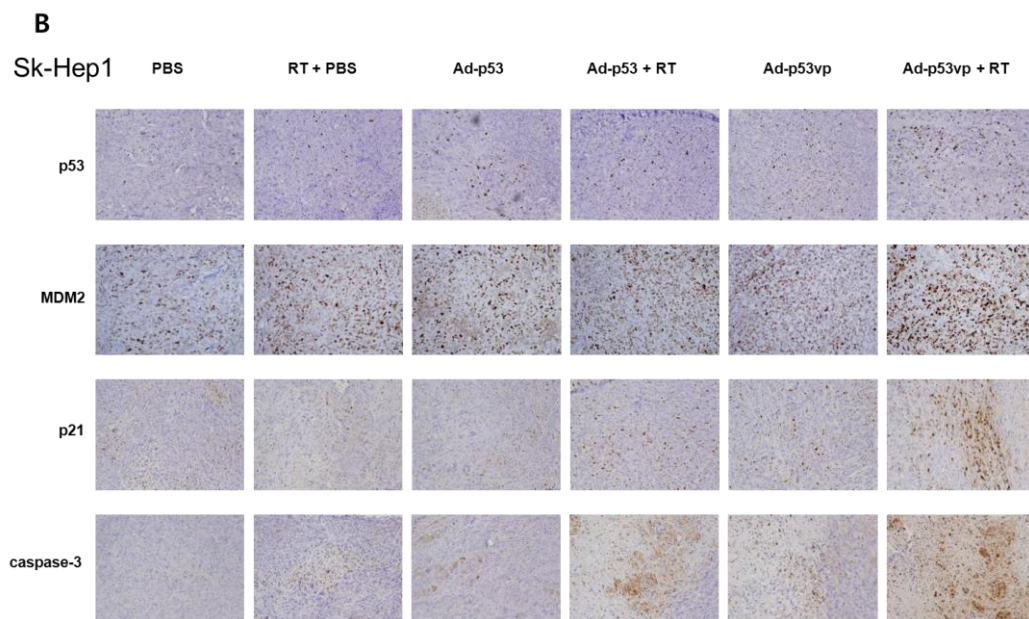 B
Sk-Hep1 PBS RT + PBS Ad-p53 Ad-p53 + RT Ad-p53vp Ad-p53vp + RT
p53
MDM2
p21
caspase-3